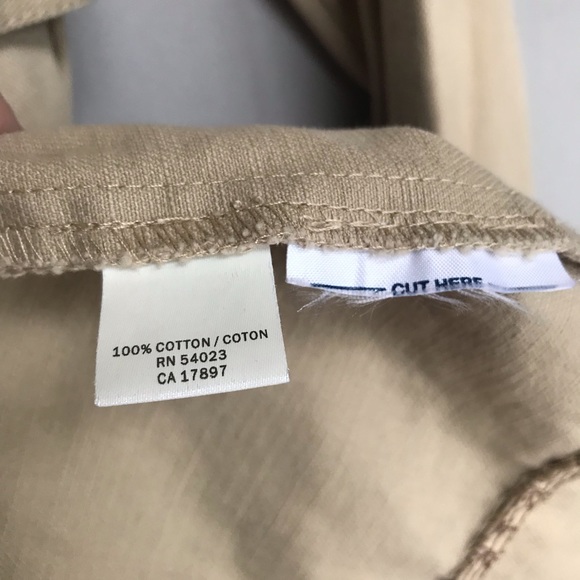 100% COTTON / COTON
RN 54023
CA 17897
CUT HERE